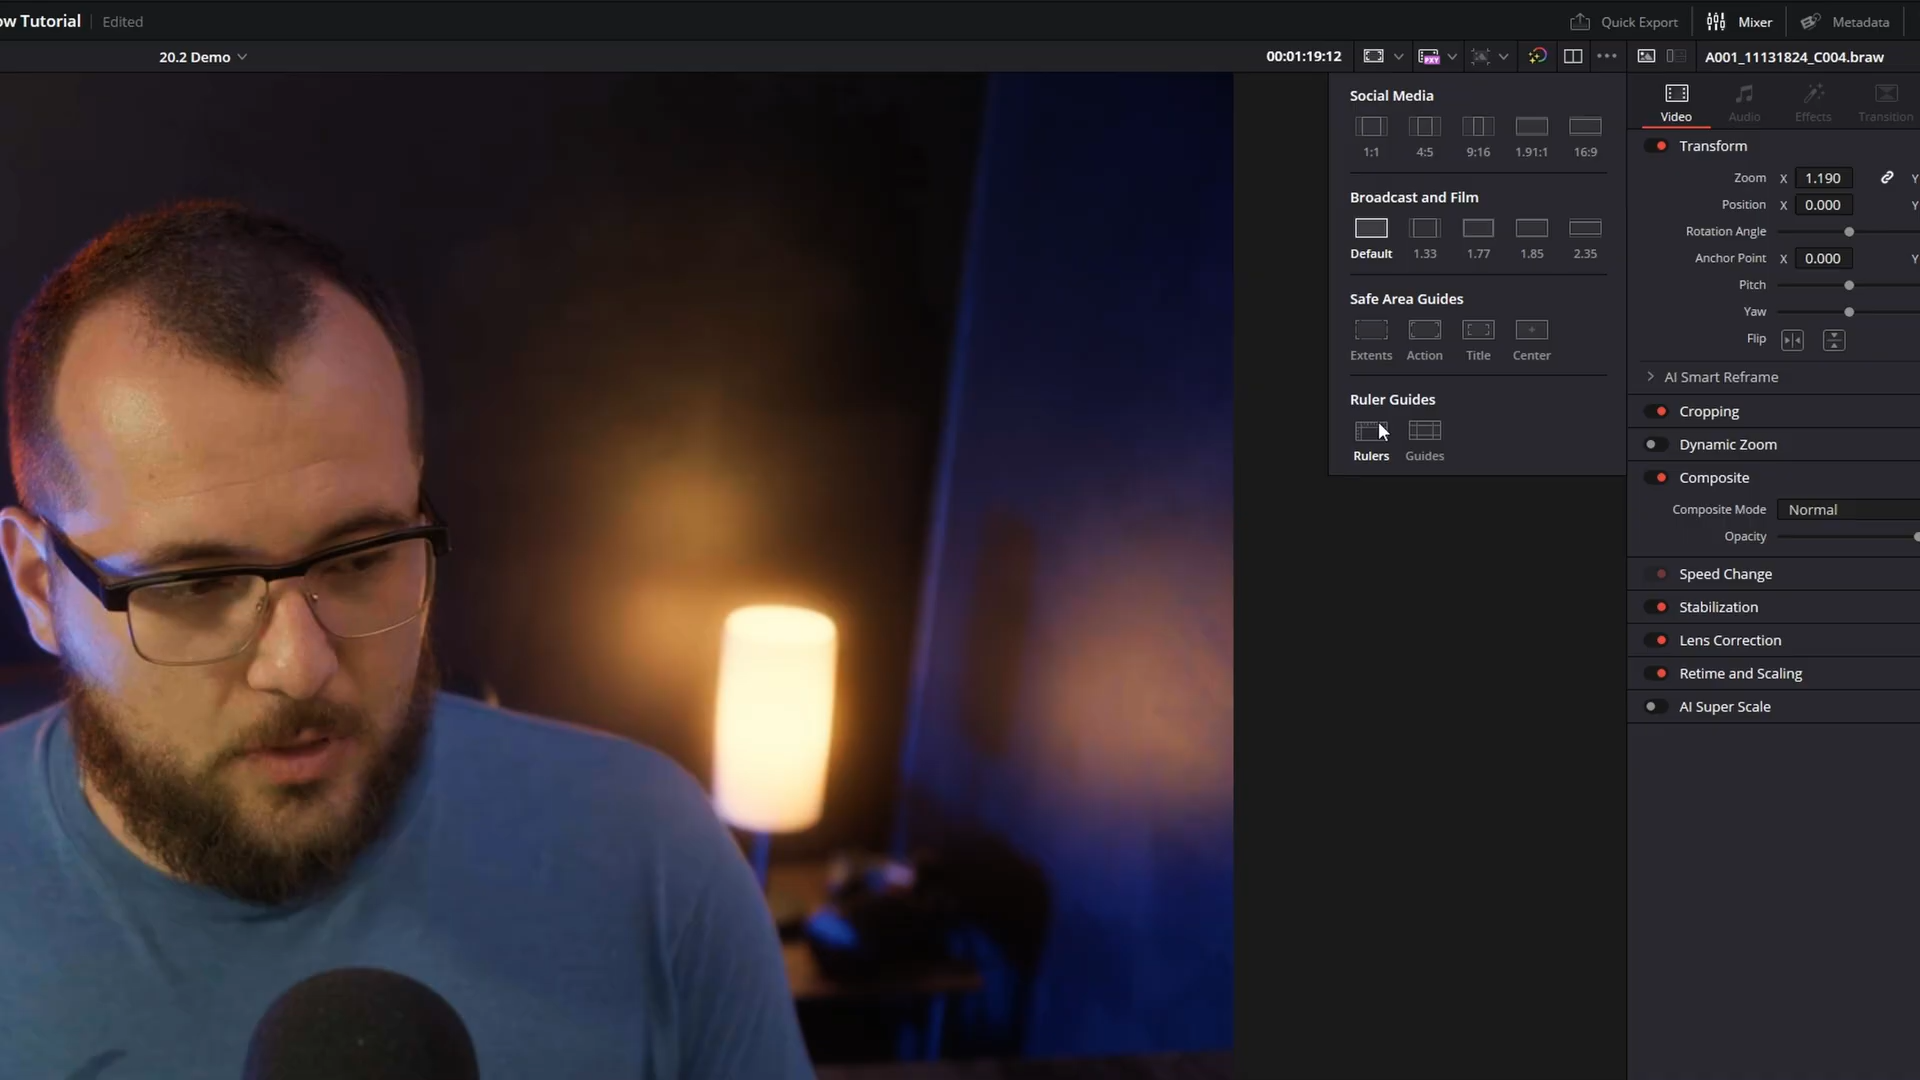 ow Tutorial
Edited
Quick Export
Mixer
Metadata
20.2 Demo
00:01:19:12
PXY
A001_11131824_C004.braw
Social Media
1:1
4:5
9:16
1.91:1
16:9
Broadcast and Film
Default
1.33
1.77
1.85
2.35
Safe Area Guides
Extents
Action
Title
Center
Ruler Guides
Rulers
Guides
Video
Audio
Effects
Transition
Transform
Zoom X 1.190 Y
Position X 0.000 Y
Rotation Angle
Anchor Point X 0.000 Y
Pitch
Yaw
Flip
AI Smart Reframe
Cropping
Dynamic Zoom
Composite
Composite Mode Normal
Opacity
Speed Change
Stabilization
Lens Correction
Retime and Scaling
AI Super Scale